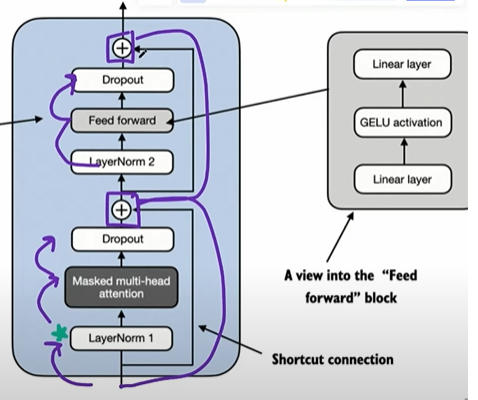 Dropout
Feed forward
LayerNorm 2
Dropout
Masked multi-head
attention
LayerNorm 1
Linear layer
GELU activation
Linear layer
A view into the “Feed
forward” block
Shortcut connection